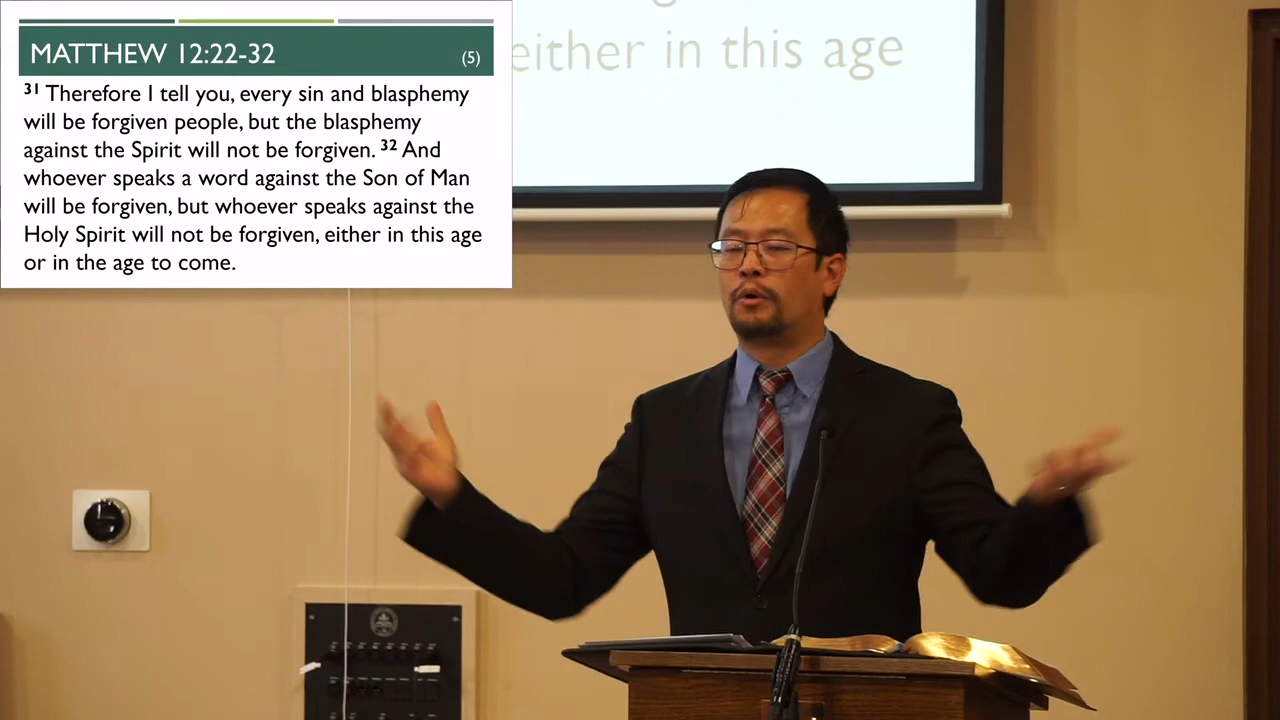 MATTHEW 12:22-32 (5)
31 Therefore I tell you, every sin and blasphemy
will be forgiven people, but the blasphemy
against the Spirit will not be forgiven. 32 And
whoever speaks a word against the Son of Man
will be forgiven, but whoever speaks against the
Holy Spirit will not be forgiven, either in this age
or in the age to come.
either in this age